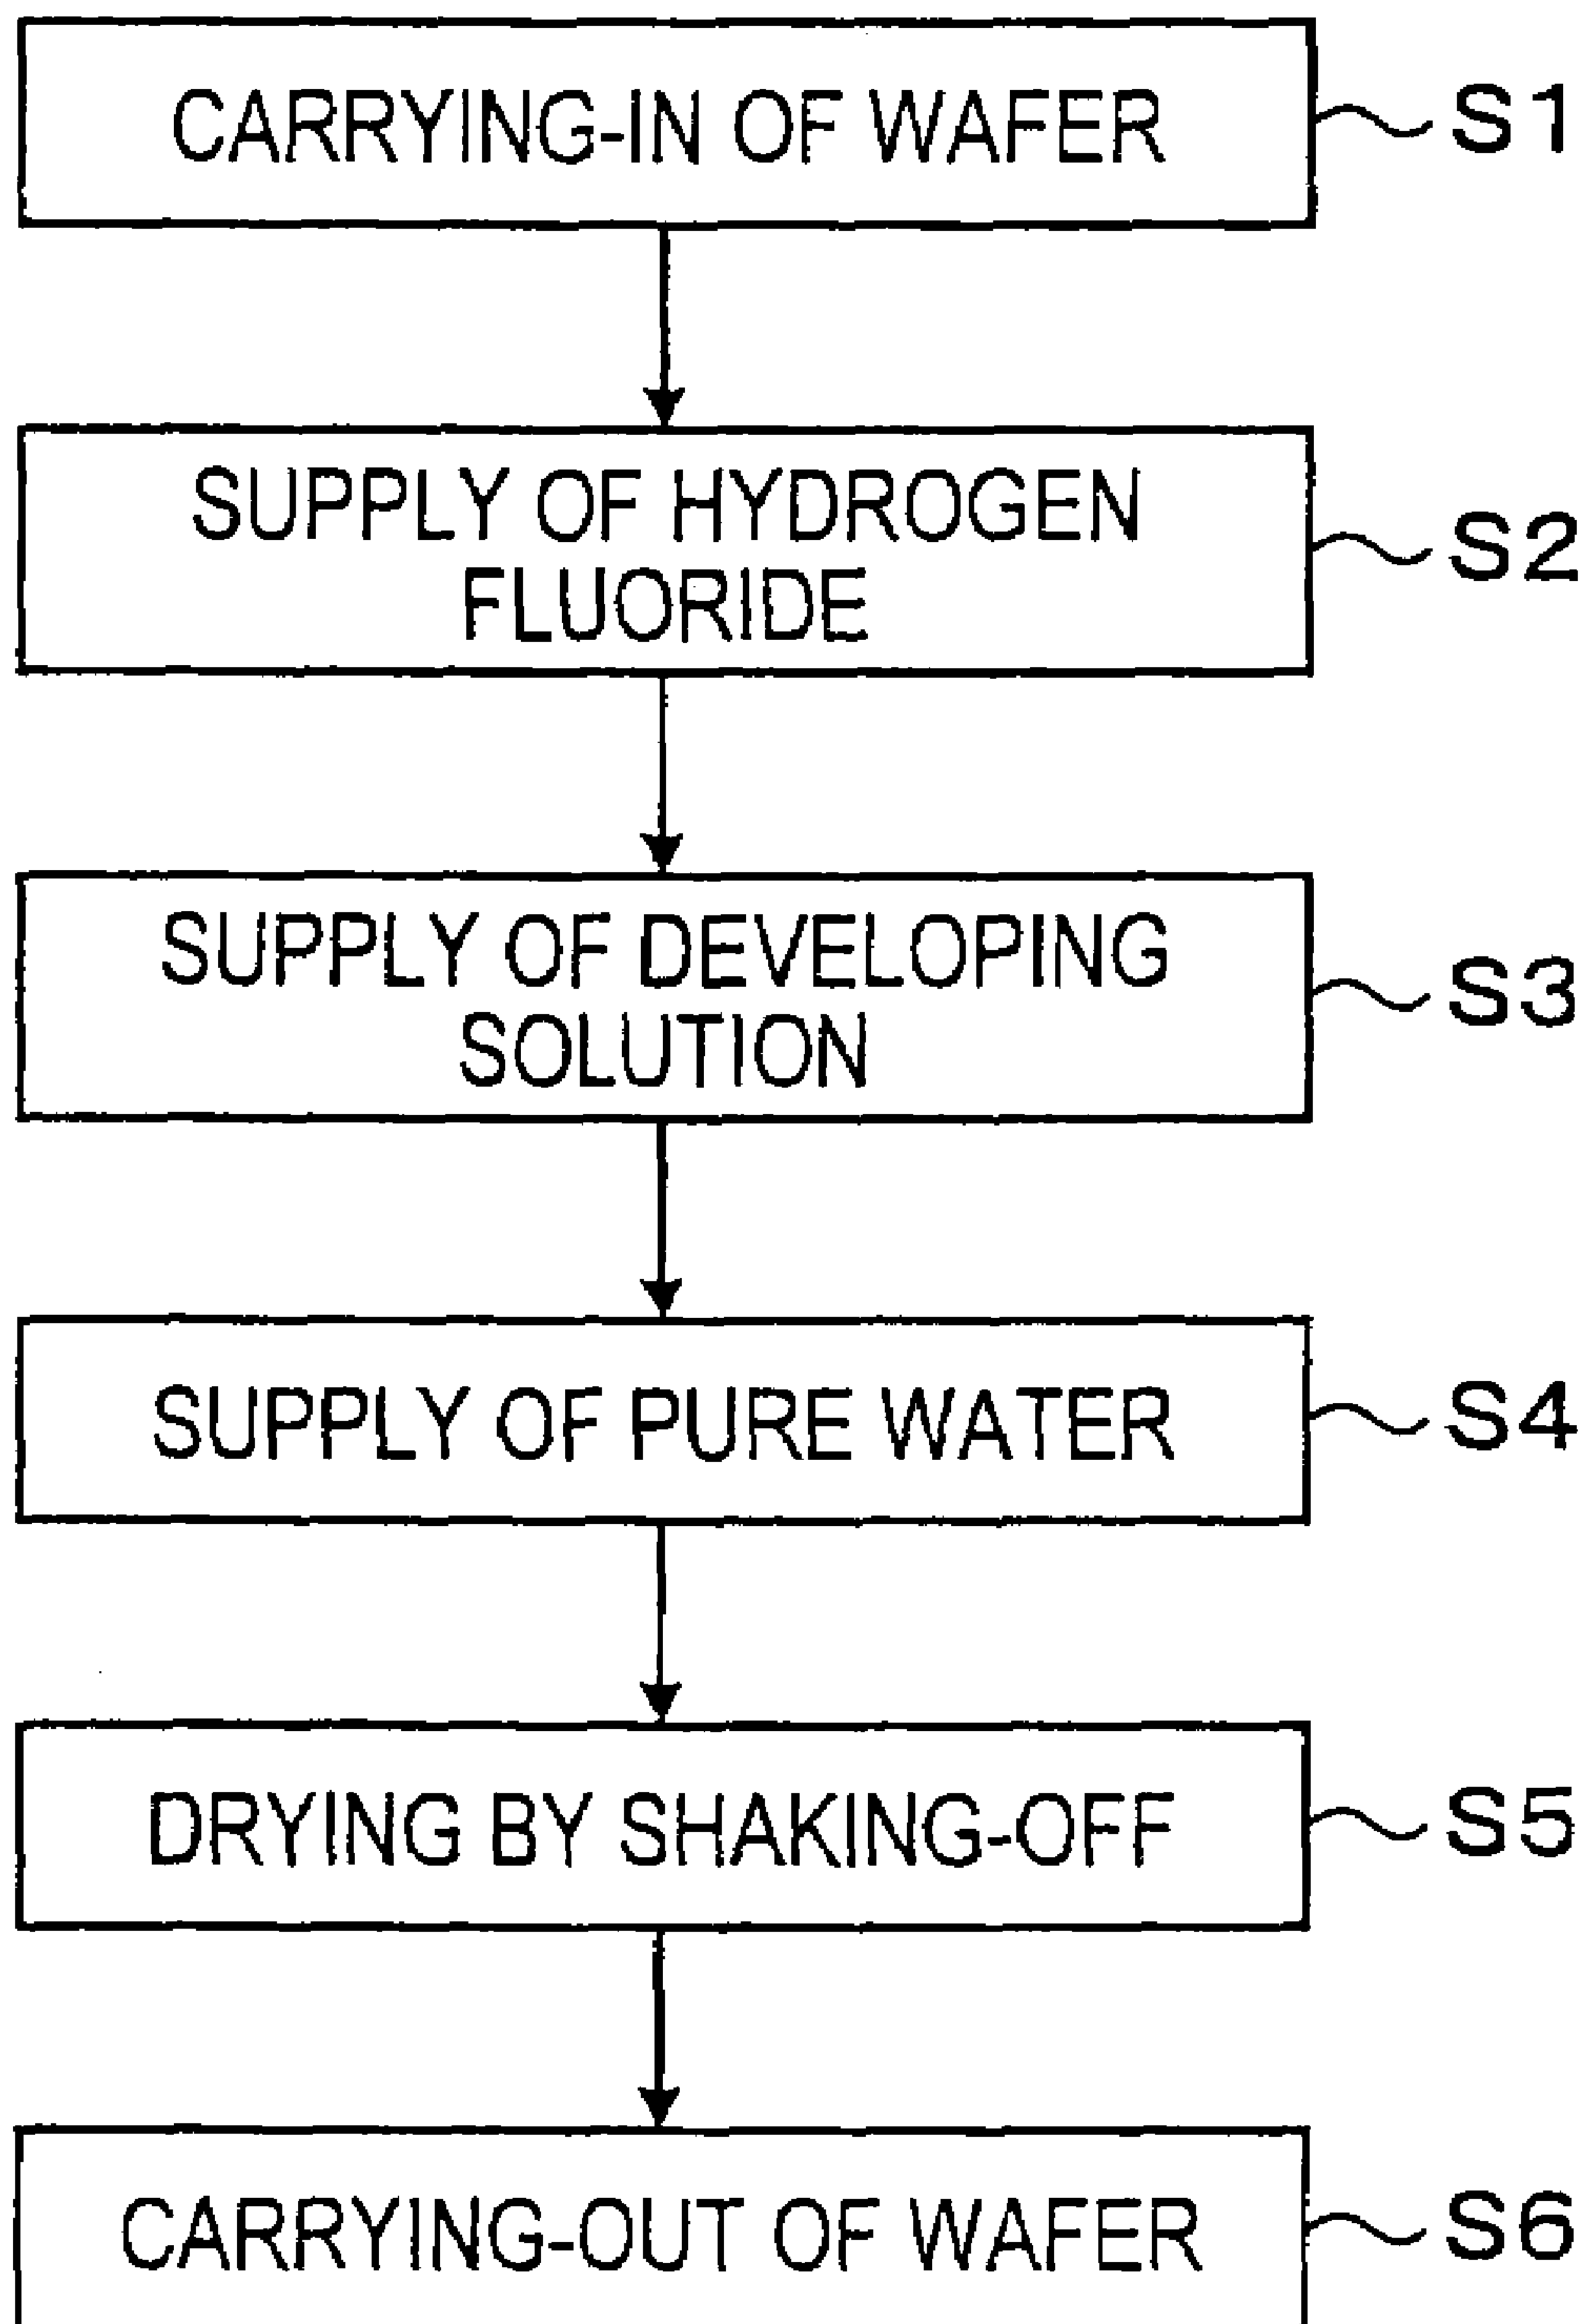 CARRYING-IN OF WAFER S1
SUPPLY OF HYDROGEN
FLUORIDE
S2
SUPPLY OF DEVELOPING
SOLUTION
S3
SUPPLY OF PURE WATER S4
DRYING BY SHAKING-OFF S5
CARRYING-OUT OF WAFER S6